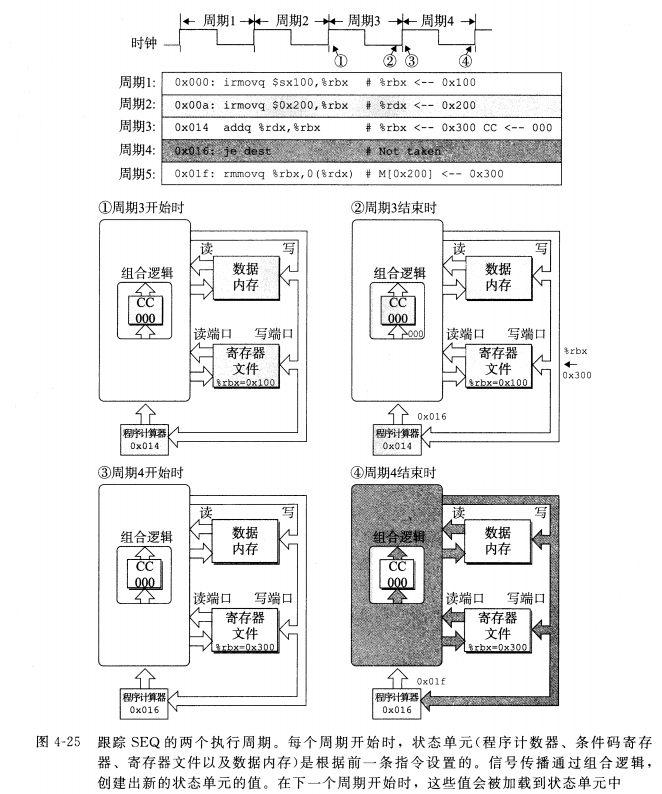 周期1 周期2 周期3 周期4
时钟
① ② ③ ④
周期1: 0x000: irmovq $sx100,%rbx # %rbx <-- 0x100
周期2: 0x00a: irmovq $0x200,%rbx # %rdx <-- 0x200
周期3: 0x014 addq %rdx,%rbx # %rbx <-- 0x300 CC <-- 000
周期4: 0x016: je dest # Not taken
周期5: 0x01f: rmmovq %rbx,0(%rdx) # M[0x200] <-- 0x300
①周期3开始时
读 写
组合逻辑
数据
内存
CC
000
读端口 写端口
寄存器
文件
%rbx=0x100
程序计算器
0x014
②周期3结束时
读 写
组合逻辑
数据
内存
CC
000
000
读端口 写端口
寄存器
文件
%rbx=0x100
%rbx
0x300
0x016
程序计算器
0x014
③周期4开始时
读 写
组合逻辑
数据
内存
CC
000
读端口 写端口
寄存器
文件
%rbx=0x300
程序计算器
0x016
④周期4结束时
读 写
组合逻辑
数据
内存
CC
000
读端口 写端口
寄存器
文件
%rbx=0x300
0x01f
程序计算器
0x016
图 4-25 跟踪 SEQ 的两个执行周期。每个周期开始时，状态单元(程序计数器、条件码寄存
器、寄存器文件以及数据内存)是根据前一条指令设置的。信号传播通过组合逻辑，
创建出新的状态单元的值。在下一个周期开始时，这些值会被加载到状态单元中